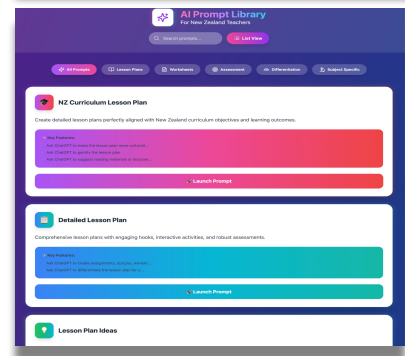 AI Prompt Library
For New Zealand Teachers
Search prompts...
List View
All Prompts
Lesson Plans
Worksheets
Assessment
Differentiation
Subject Specific
NZ Curriculum Lesson Plan
Create detailed lesson plans perfectly aligned with New Zealand curriculum objectives and learning outcomes.
Key Features:
Ask ChatGPT to make the lesson plan more culturall...
Ask ChatGPT to gamify the lesson plan
Ask ChatGPT to suggest reading materials or discuss...
Launch Prompt
Detailed Lesson Plan
Comprehensive lesson plans with engaging hooks, interactive activities, and robust assessments.
Key Features:
Ask ChatGPT to create assignments, quizzes, worksh...
Ask ChatGPT to differentiate the lesson plan for v...
Launch Prompt
Lesson Plan Ideas